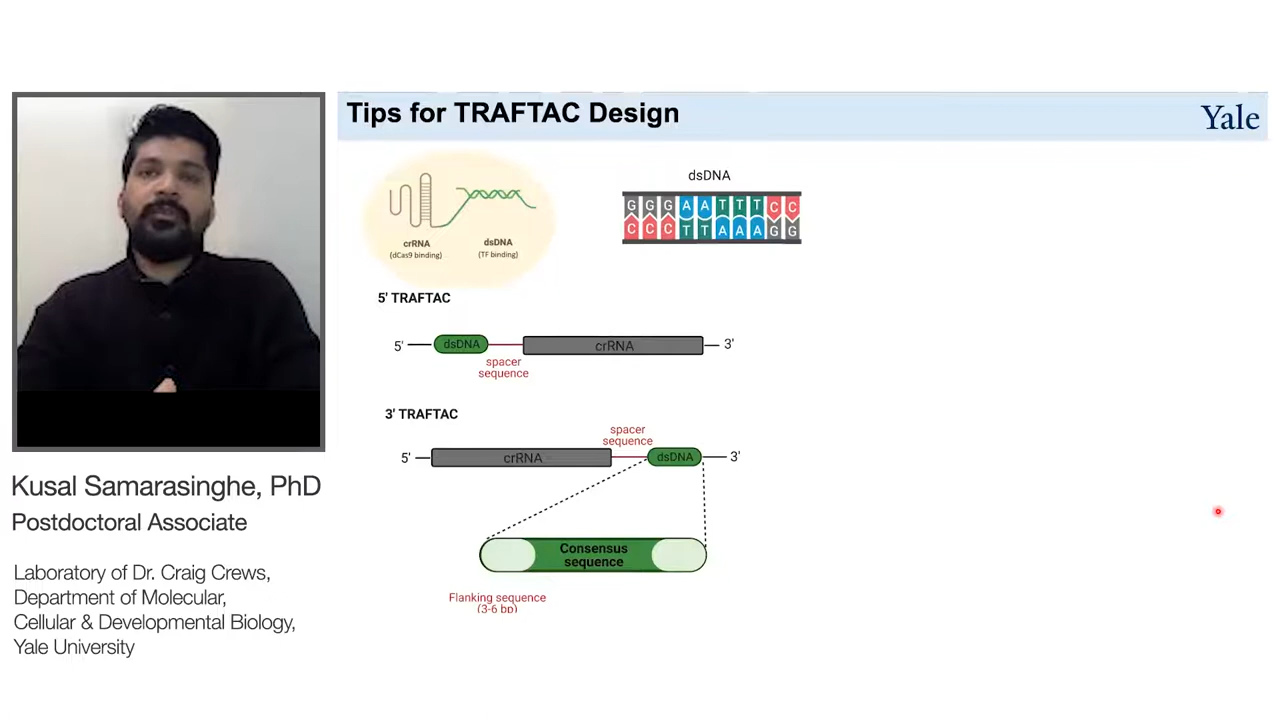 Tips for TRAFTAC Design
Yale
dsDNA
G G G A A T T T C C
C C C T T A A A G G
crRNA
(dCas9 binding)
dsDNA
(TF binding)
5' TRAFTAC
5'
dsDNA
crRNA
3'
spacer
sequence
3' TRAFTAC
spacer
sequence
5'
crRNA
dsDNA
3'
Consensus
sequence
Flanking sequence
(3-6 bp)
Kusal Samarasinghe, PhD
Postdoctoral Associate
Laboratory of Dr. Craig Crews,
Department of Molecular,
Cellular & Developmental Biology,
Yale University